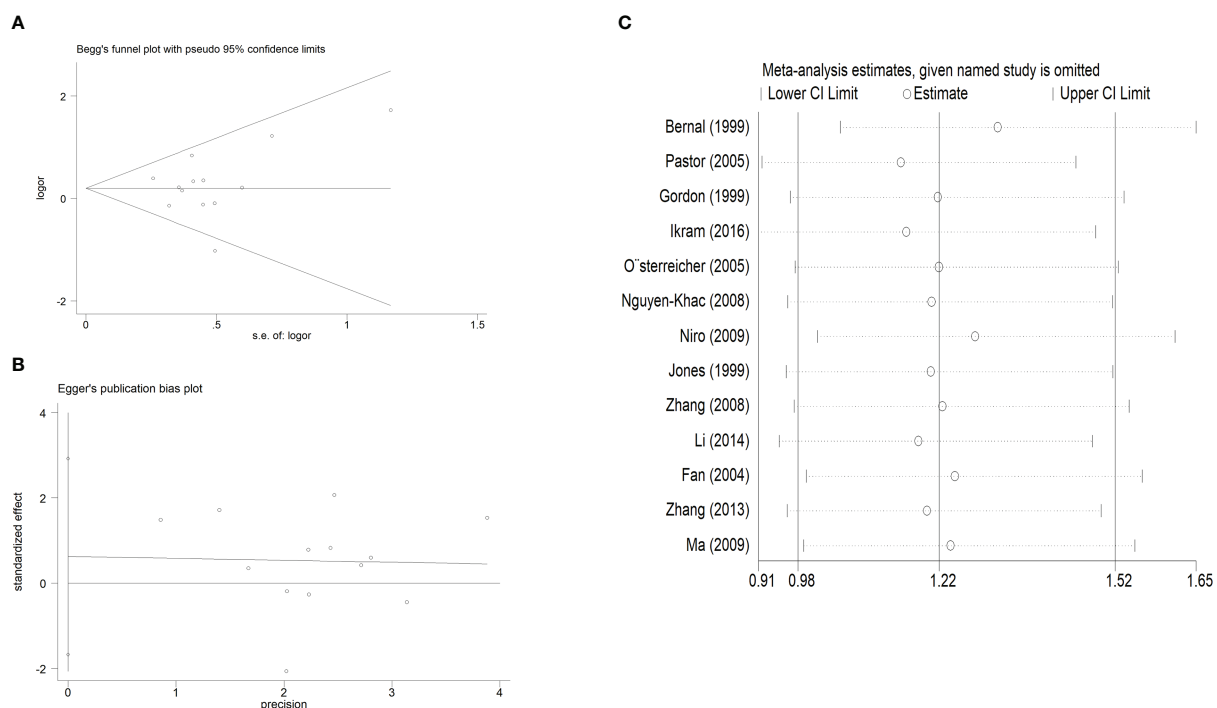 A
Begg's funnel plot with pseudo 95% confidence limits
logor
2
0
-2
0
.5
1
1.5
s.e. of: logor
B
Egger's publication bias plot
standardized effect
4
2
0
-2
0
1
2
3
4
precision
C
Meta-analysis estimates, given named study is omitted
Lower CI Limit
Estimate
Upper CI Limit
Bernal (1999)
Pastor (2005)
Gordon (1999)
Ikram (2016)
O¨sterreicher (2005)
Nguyen-Khac (2008)
Niro (2009)
Jones (1999)
Zhang (2008)
Li (2014)
Fan (2004)
Zhang (2013)
Ma (2009)
0.91 0.98 1.22 1.52 1.65